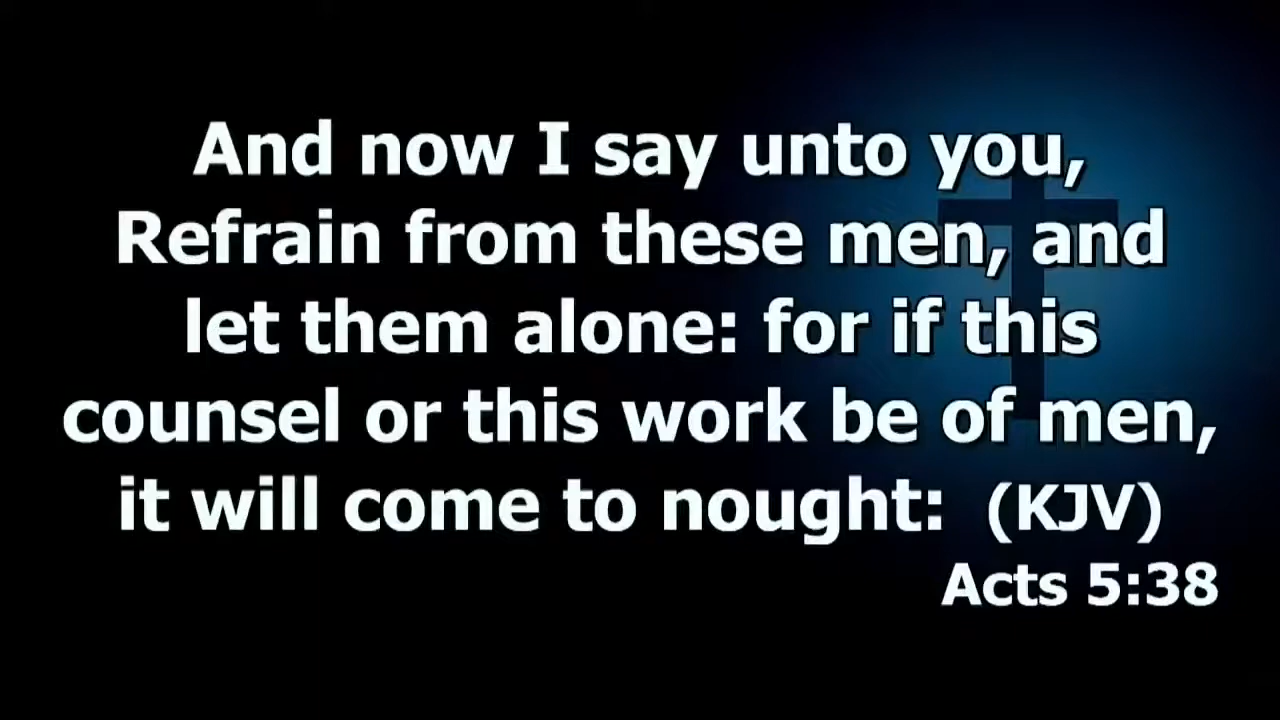 And now I say unto you,
Refrain from these men, and
let them alone: for if this
counsel or this work be of men,
it will come to nought: (KJV)
Acts 5:38